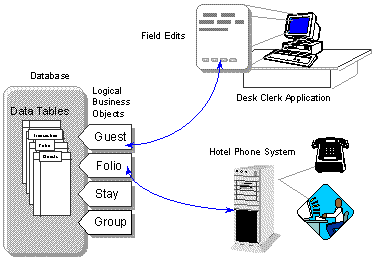 Field Edits
Database
Desk Clerk Application
Logical
Business
Objects
Data Tables
Guest
Transaction
Folio
Guests
Hotel Phone System
Folio
Stay
Group